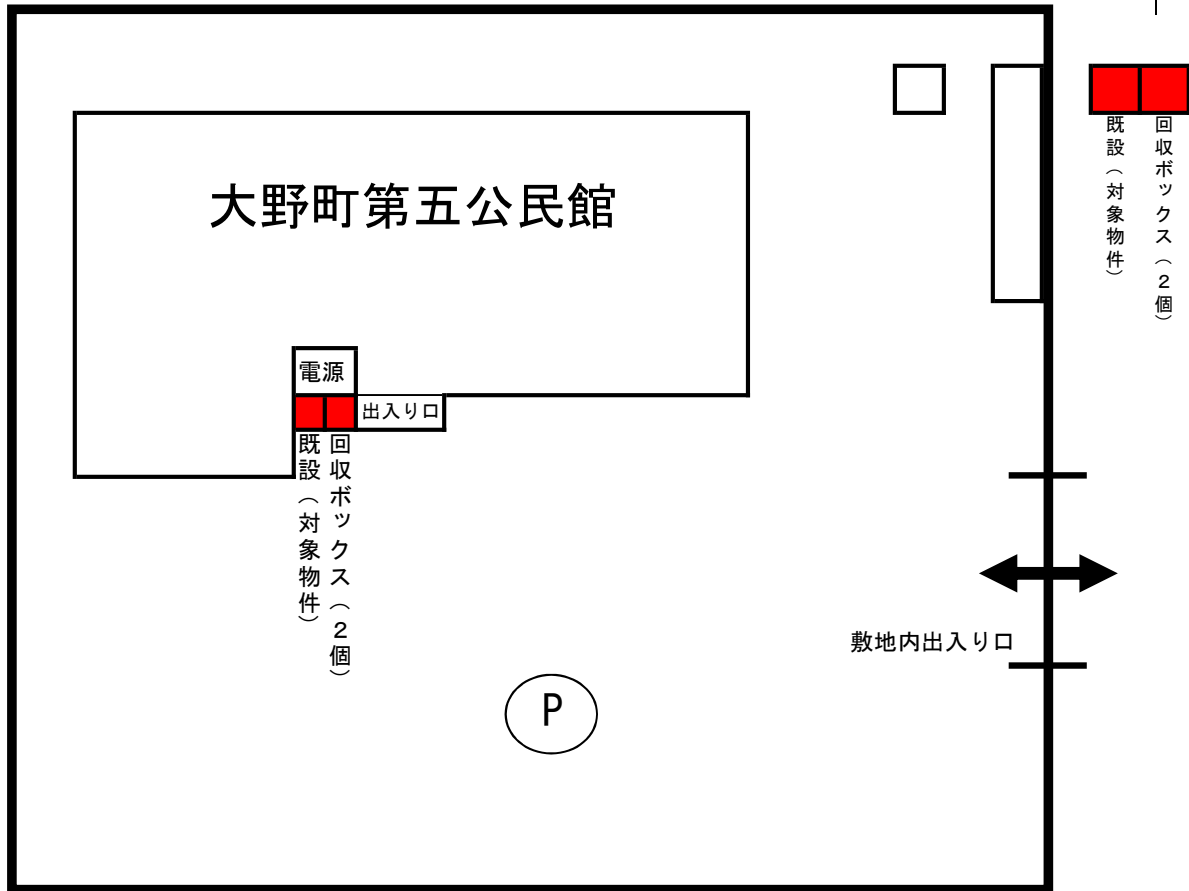 大野町第五公民館
電源
出入り口
既設（対象物件）
回収ボックス（２個）
既設（対象物件）
回収ボックス（２個）
敷地内出入り口
P